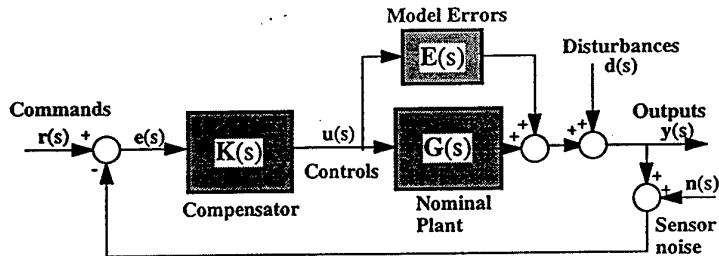 Model Errors
E(s)
Disturbances
d(s)
Commands
r(s)
+
-
e(s)
K(s)
Compensator
u(s)
Controls
G(s)
Nominal
Plant
+
+
+
+
Outputs
y(s)
+
+
n(s)
Sensor
noise